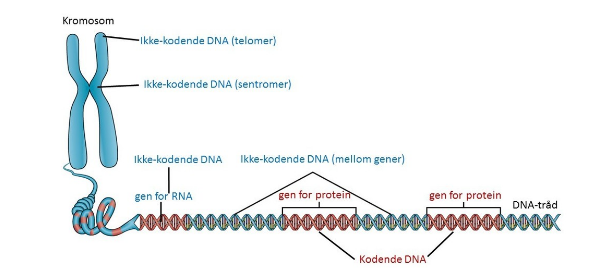 Kromosom
Ikke-kodende DNA (telomer)
Ikke-kodende DNA (sentromer)
Ikke-kodende DNA
Ikke-kodende DNA (mellom gener)
gen for RNA
gen for protein
gen for protein
DNA-tråd
Kodende DNA